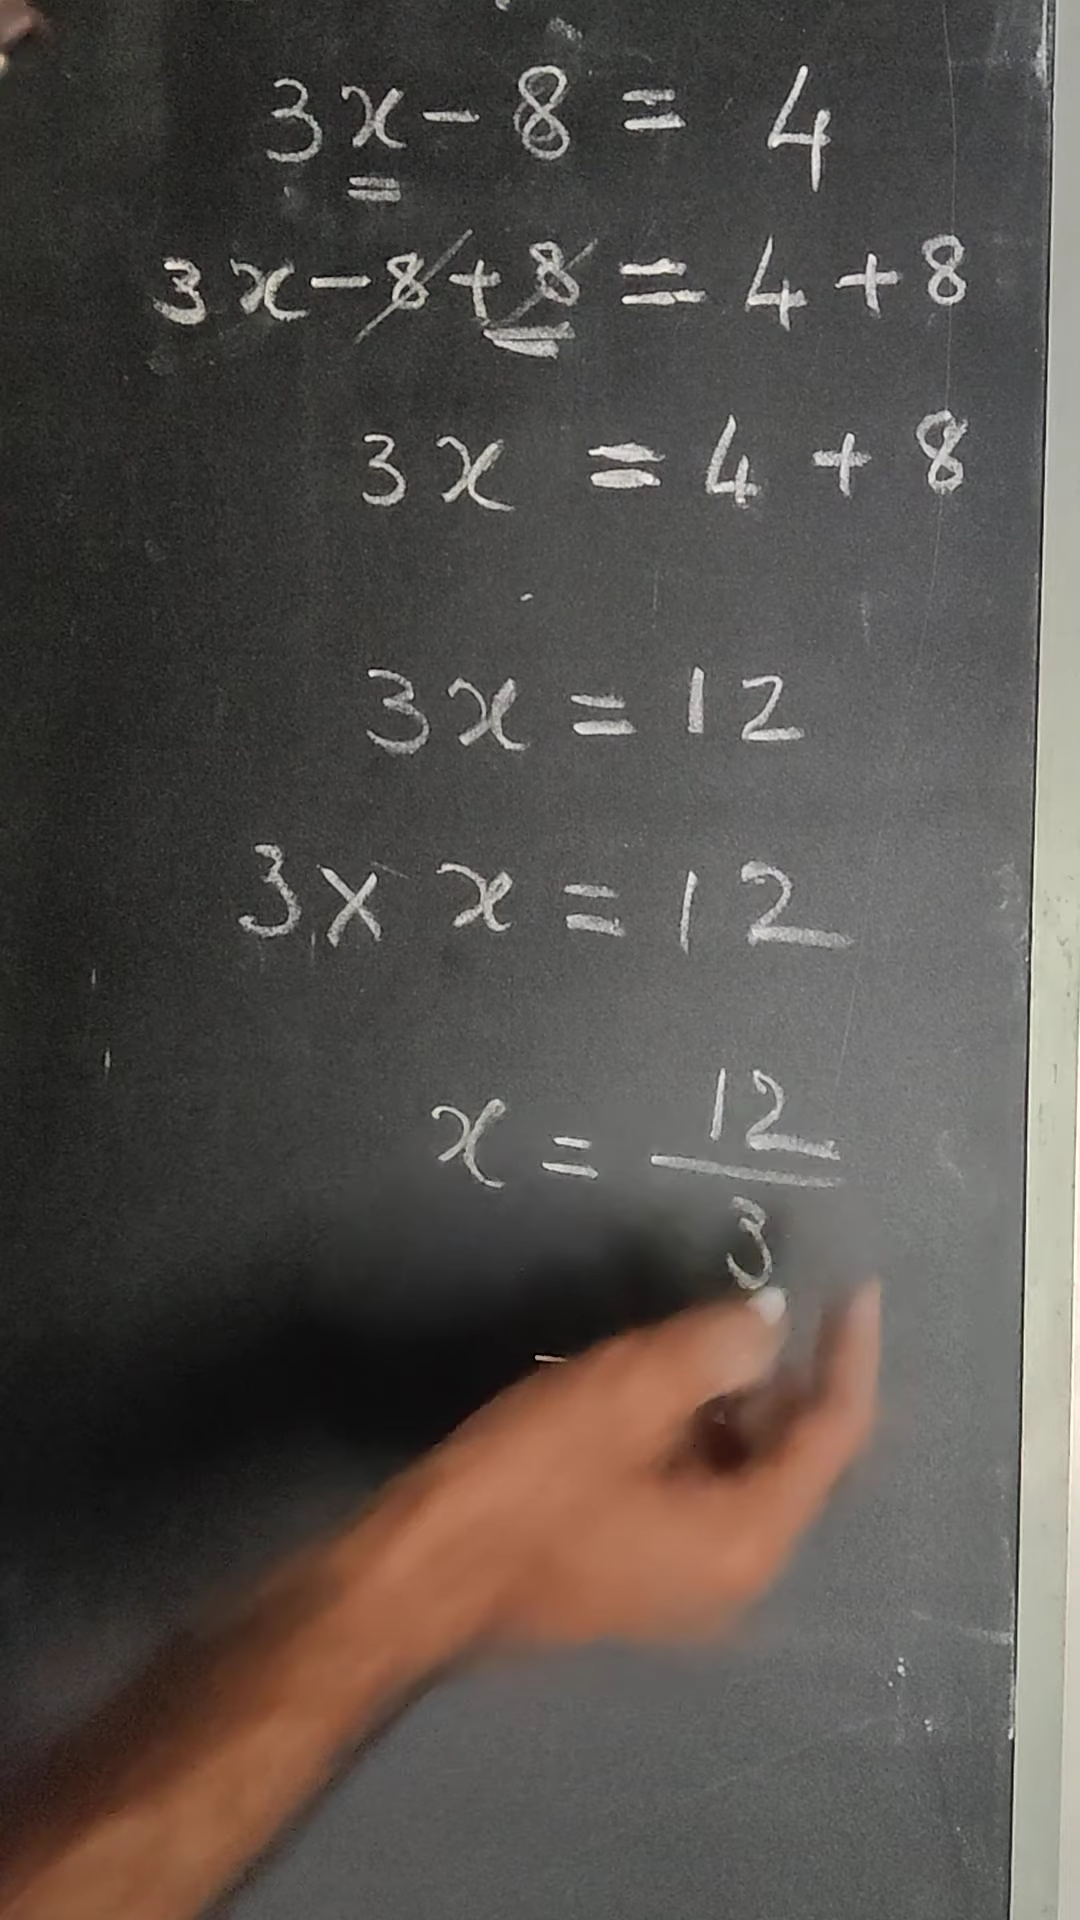 3x - 8 = 4
3x - 8 + 8 = 4 + 8
3x = 4 + 8
3x = 12
3 × x = 12
x = 12/3